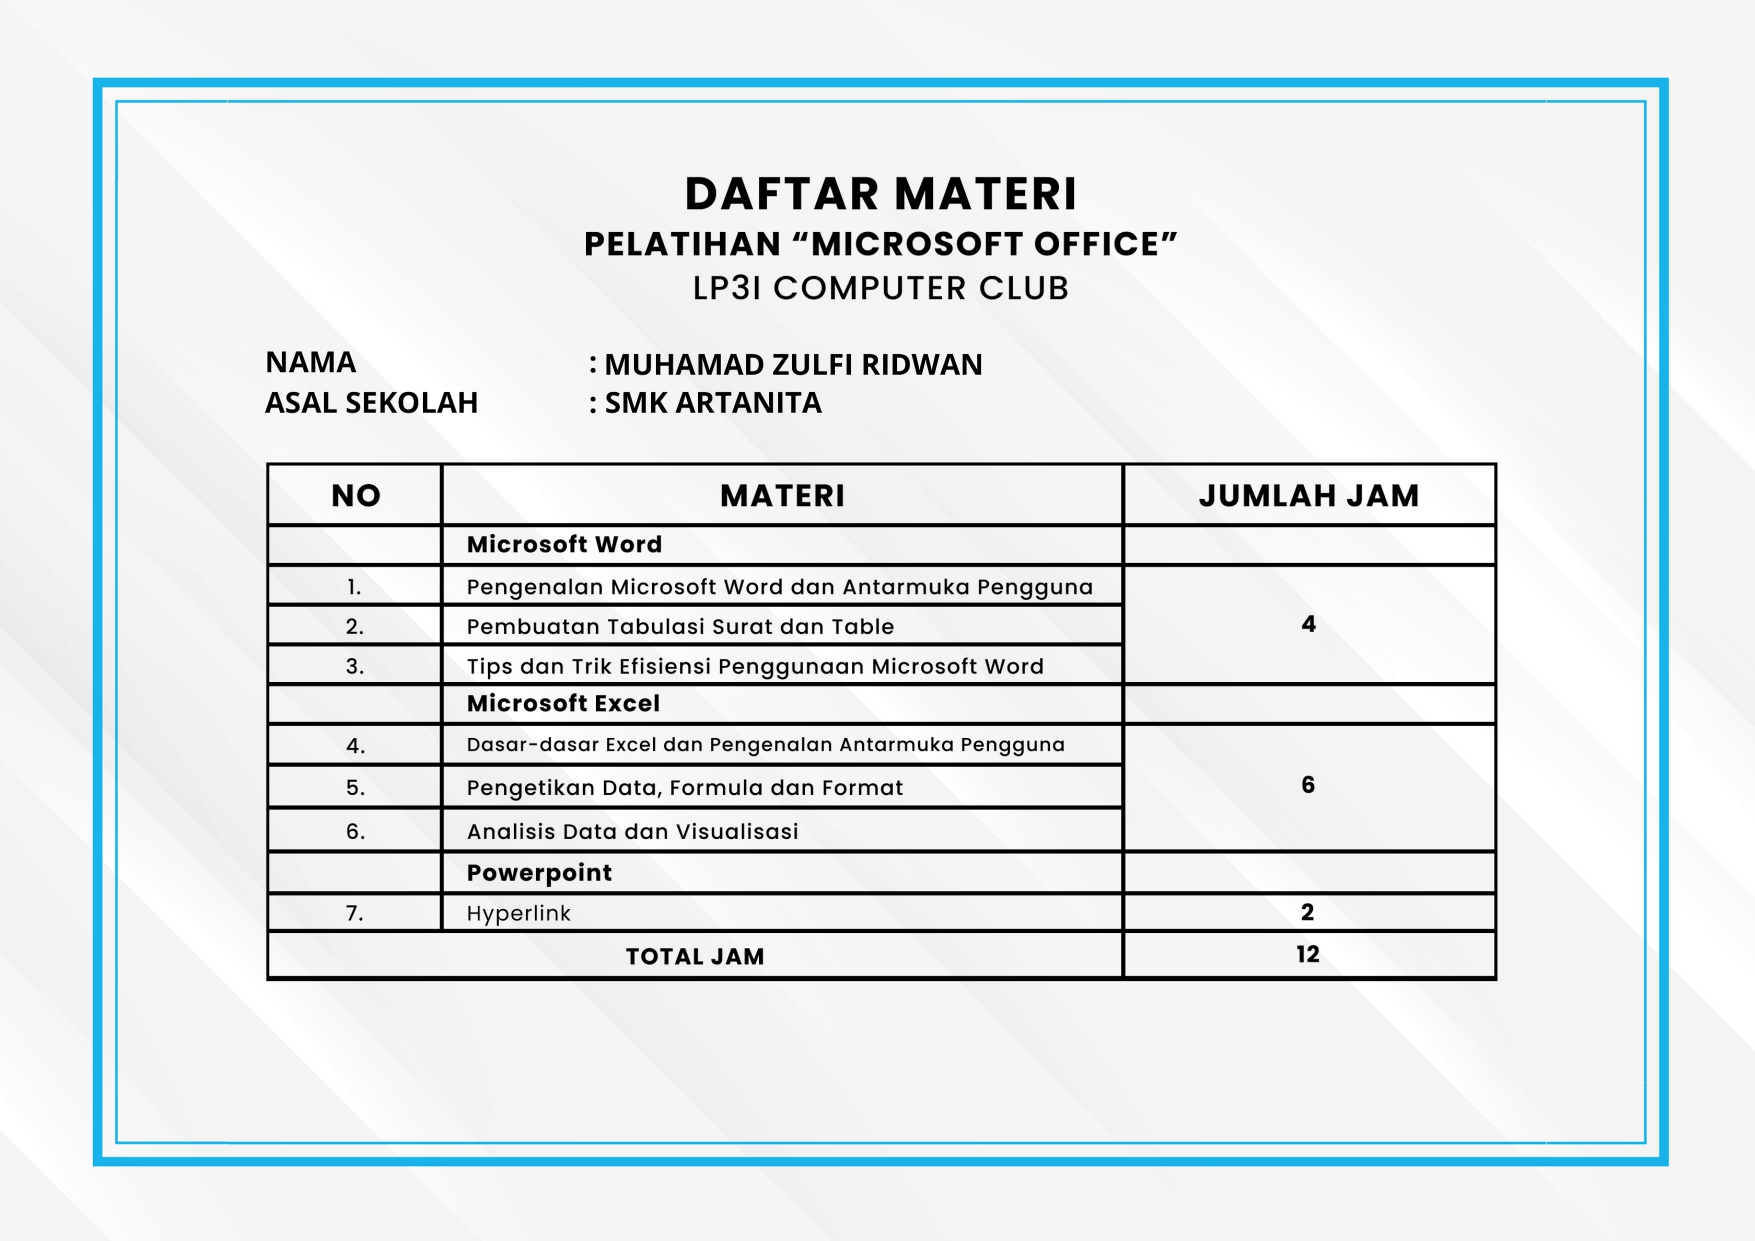 DAFTAR MATERI
PELATIHAN “MICROSOFT OFFICE”
LP3I COMPUTER CLUB
NAMA : MUHAMAD ZULFI RIDWAN
ASAL SEKOLAH : SMK ARTANITA
NO MATERI JUMLAH JAM
Microsoft Word
1. Pengenalan Microsoft Word dan Antarmuka Pengguna
2. Pembuatan Tabulasi Surat dan Table 4
3. Tips dan Trik Efisiensi Penggunaan Microsoft Word
Microsoft Excel
4. Dasar-dasar Excel dan Pengenalan Antarmuka Pengguna
5. Pengetikan Data, Formula dan Format 6
6. Analisis Data dan Visualisasi
Powerpoint
7. Hyperlink 2
TOTAL JAM 12